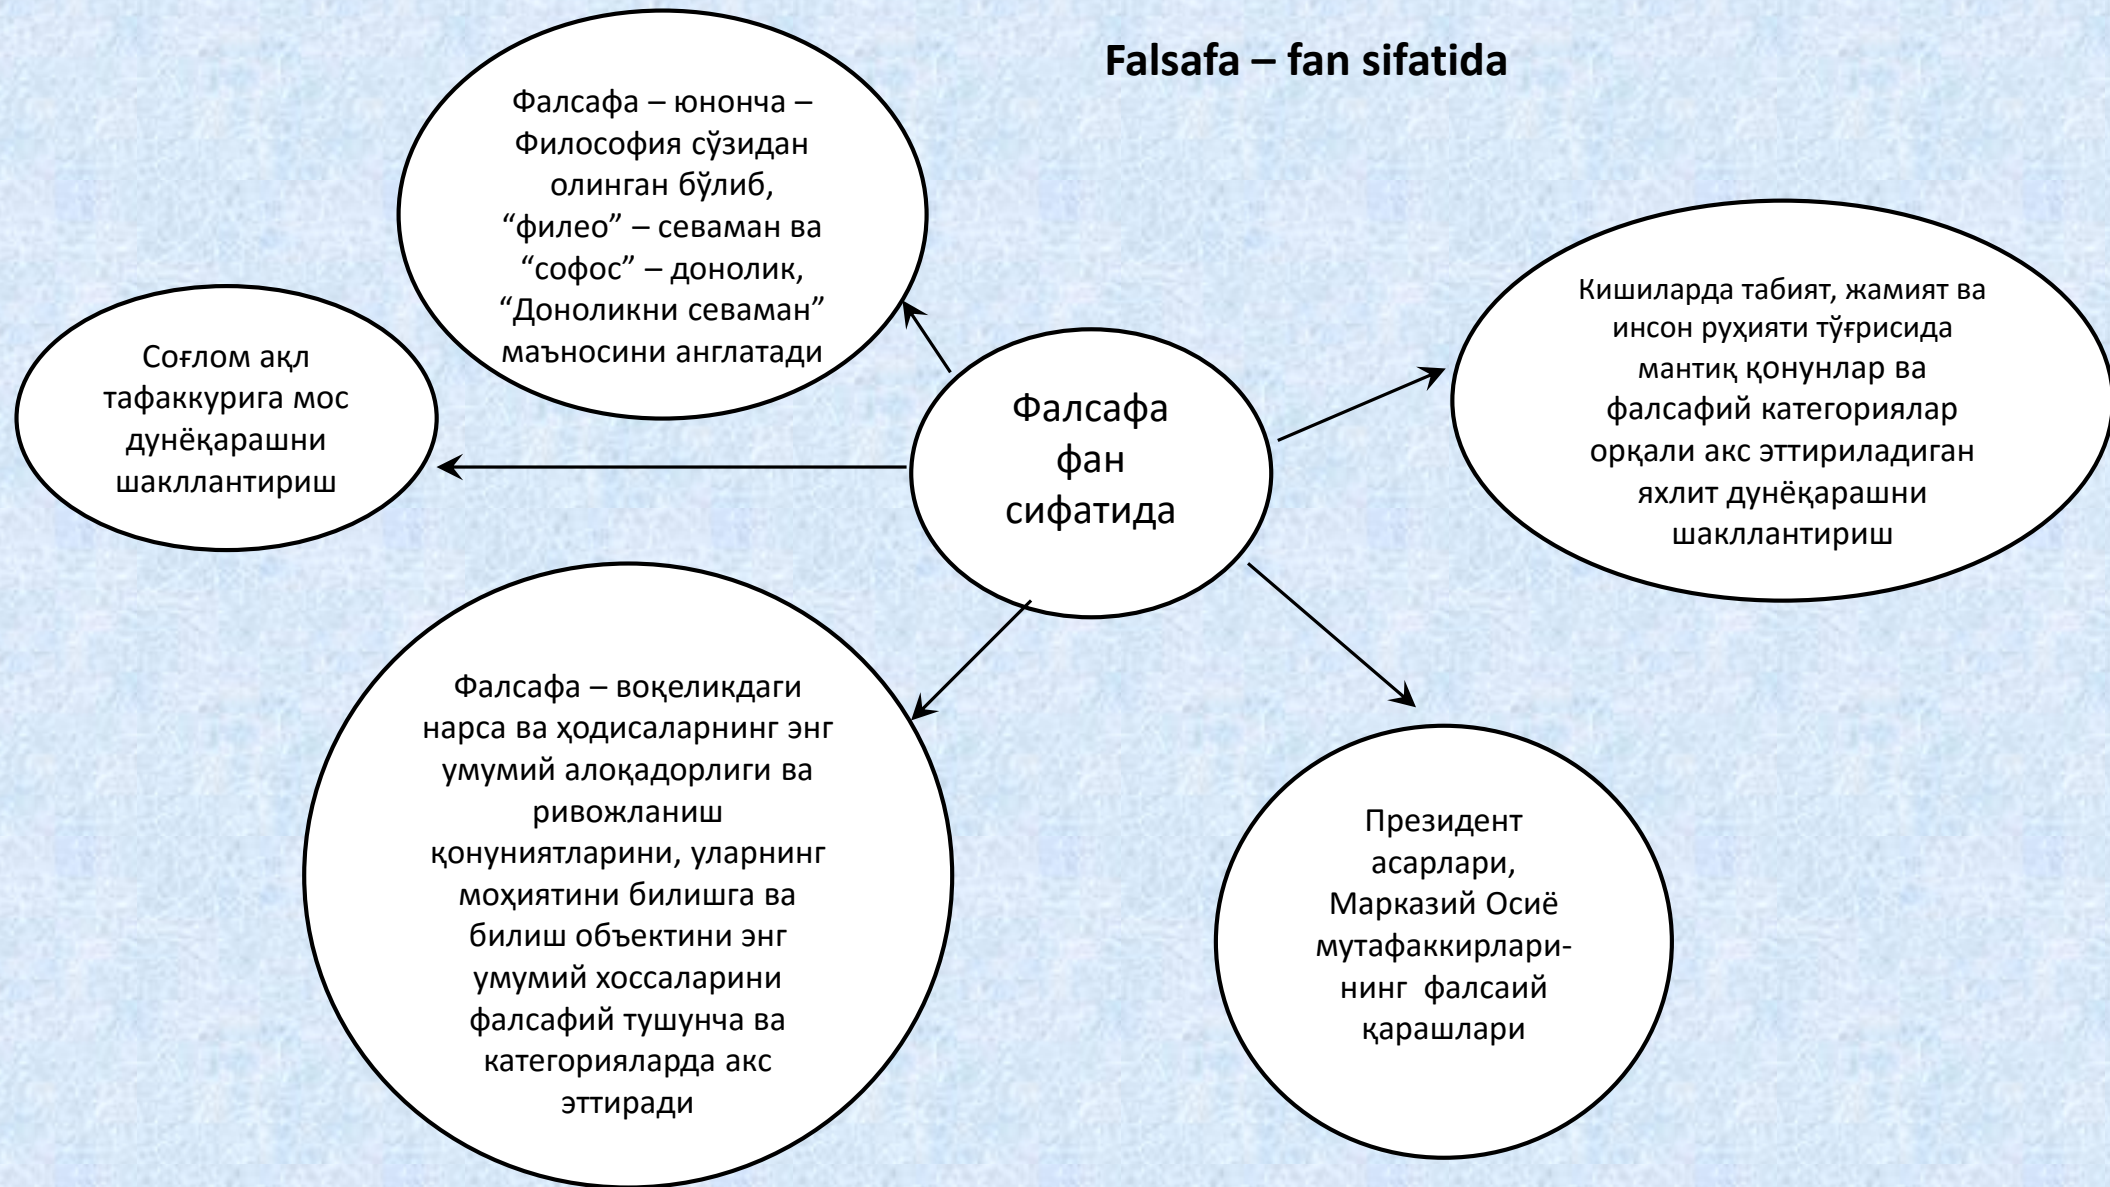 Falsafa – fan sifatida
Фалсафа – юнонча –
Философия сўзидан
олинган бўлиб,
“филео” – севаман ва
“софос” – донолик,
“Доноликни севаман”
маъносини англатади
Соғлом ақл
тафаккурига мос
дунёқарашни
шакллантириш
Фалсафа
фан
сифатида
Кишиларда табият, жамият ва
инсон руҳияти тўғрисида
мантиқ қонунлар ва
фалсафий категориялар
орқали акс эттириладиган
яхлит дунёқарашни
шакллантириш
Фалсафа – воқеликдаги
нарса ва ҳодисаларнинг энг
умумий алоқадорлиги ва
ривожланиш
қонуниятларини, уларнинг
моҳиятини билишга ва
билиш объектини энг
умумий хоссаларини
фалсафий тушунча ва
категорияларда акс
эттиради
Президент
асарлари,
Марказий Осиё
мутафаккирлари-
нинг  фалсаий
қарашлари